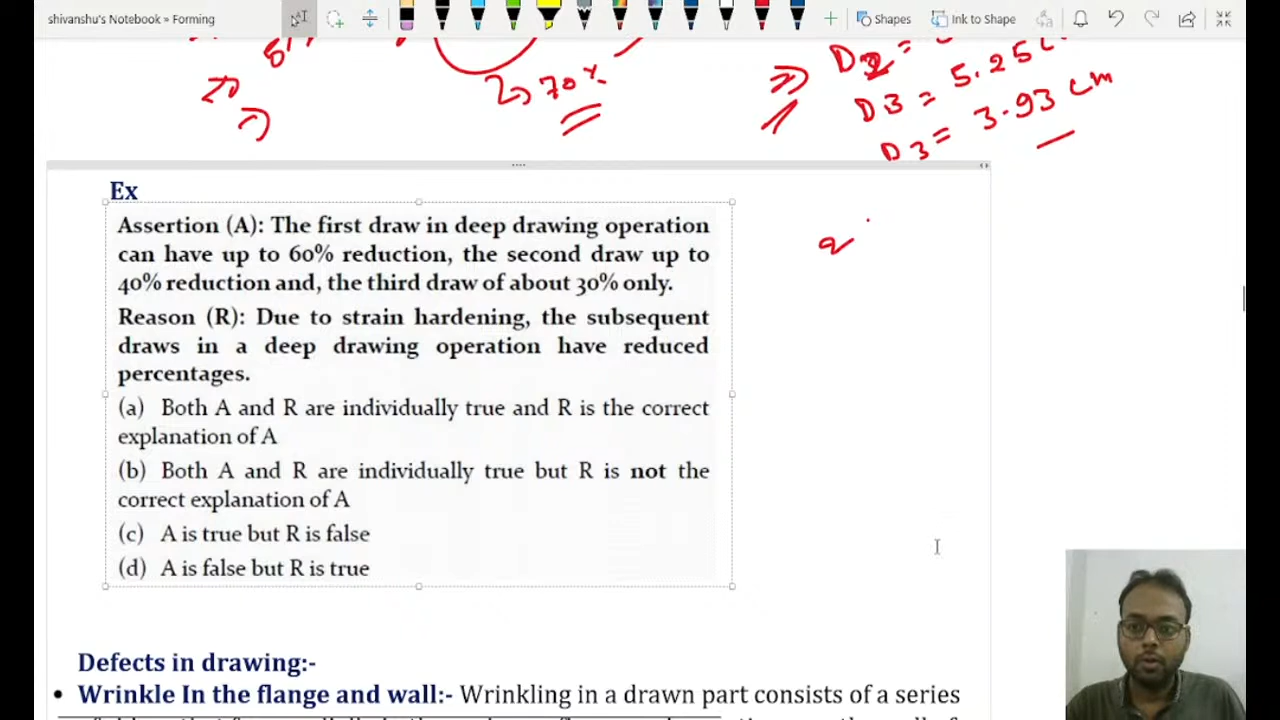 shivanshu's Notebook » Forming
Shapes
Ink to Shape
70%
D2 =
D3 = 5.25
D3 = 3.93 cm
Ex
Assertion (A): The first draw in deep drawing operation
can have up to 60% reduction, the second draw up to
40% reduction and, the third draw of about 30% only.
Reason (R): Due to strain hardening, the subsequent
draws in a deep drawing operation have reduced
percentages.
(a) Both A and R are individually true and R is the correct
explanation of A
(b) Both A and R are individually true but R is not the
correct explanation of A
(c) A is true but R is false
(d) A is false but R is true
Defects in drawing:-
• Wrinkle In the flange and wall:- Wrinkling in a drawn part consists of a series